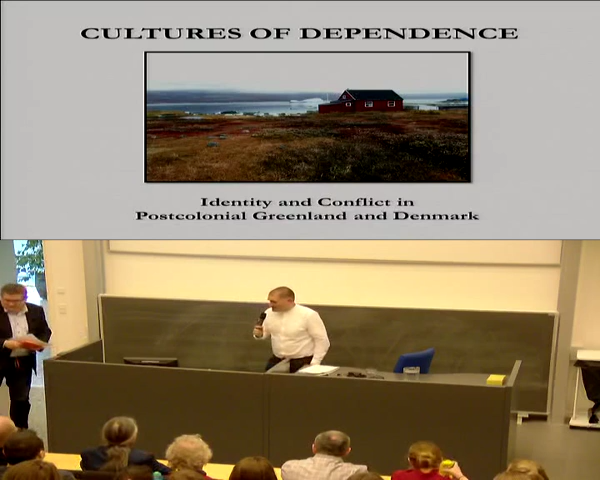 CULTURES OF DEPENDENCE
Identity and Conflict in
Postcolonial Greenland and Denmark